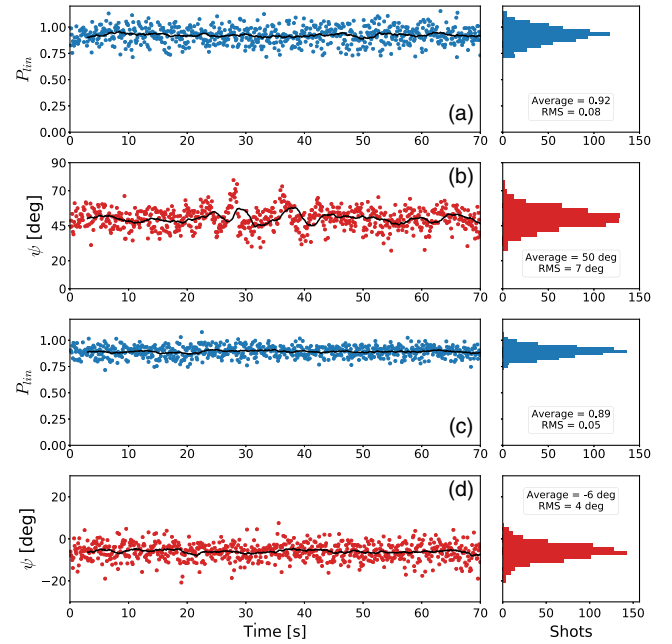 1.00
0.75
0.50
0.25
0.00
P_lin
(a)
0 10 20 30 40 50 60 70
Average = 0.92
RMS = 0.08
0 50 100 150
90
70
45
20
0
ψ [deg]
(b)
0 10 20 30 40 50 60 70
Average = 50 deg
RMS = 7 deg
0 50 100 150
1.00
0.75
0.50
0.25
0.00
P_lin
(c)
0 10 20 30 40 50 60 70
Average = 0.89
RMS = 0.05
0 50 100 150
20
0
−20
ψ [deg]
(d)
0 10 20 30 40 50 60 70
Time [s]
Average = -6 deg
RMS = 4 deg
0 50 100 150
Shots